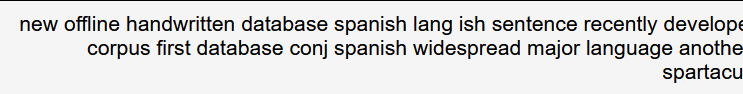 new offline handwritten database spanish lang ish sentence recently develope
corpus first database conj spanish widespread major language anothe
spartacu